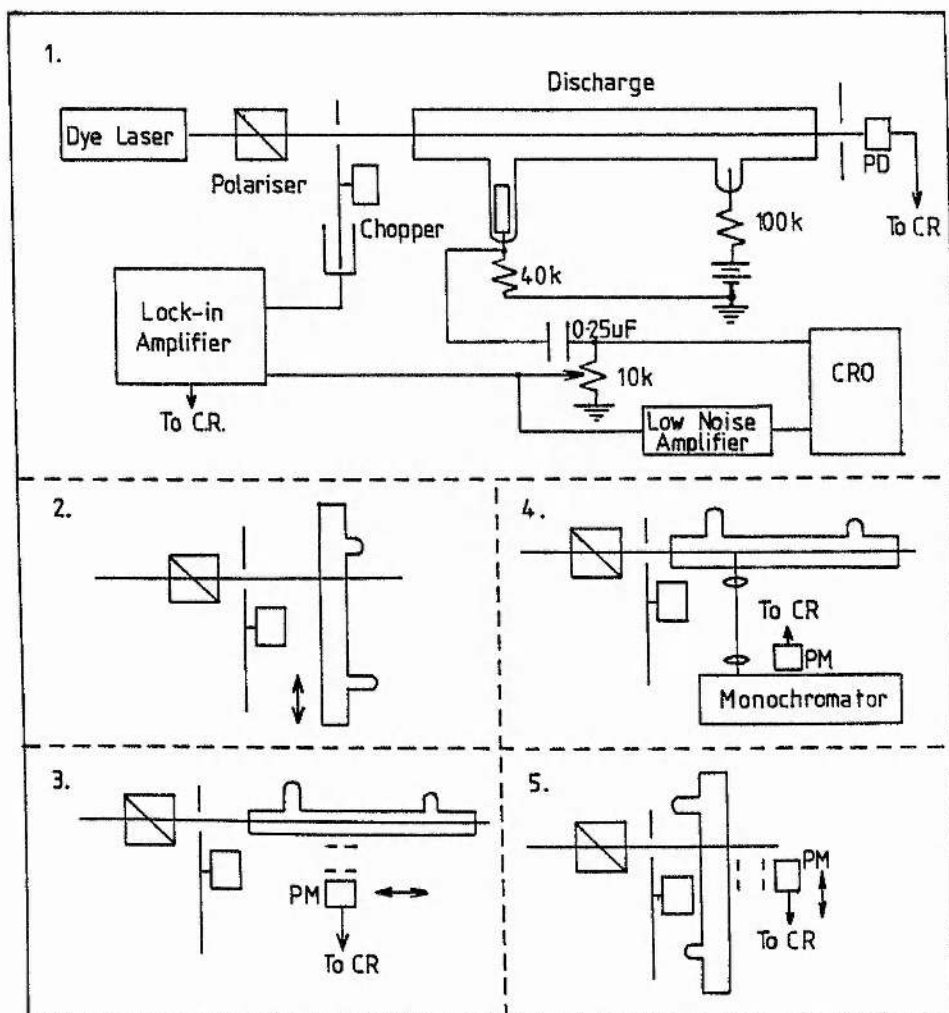 1.
Discharge
Dye Laser
Polariser
PD
Chopper
100k
To CR
40k
Lock-in
Amplifier
0·25uF
10k
CRO
To C.R.
Low Noise
Amplifier
2.
4.
To CR
PM
Monochromator
3.
5.
PM
PM
To CR
To CR